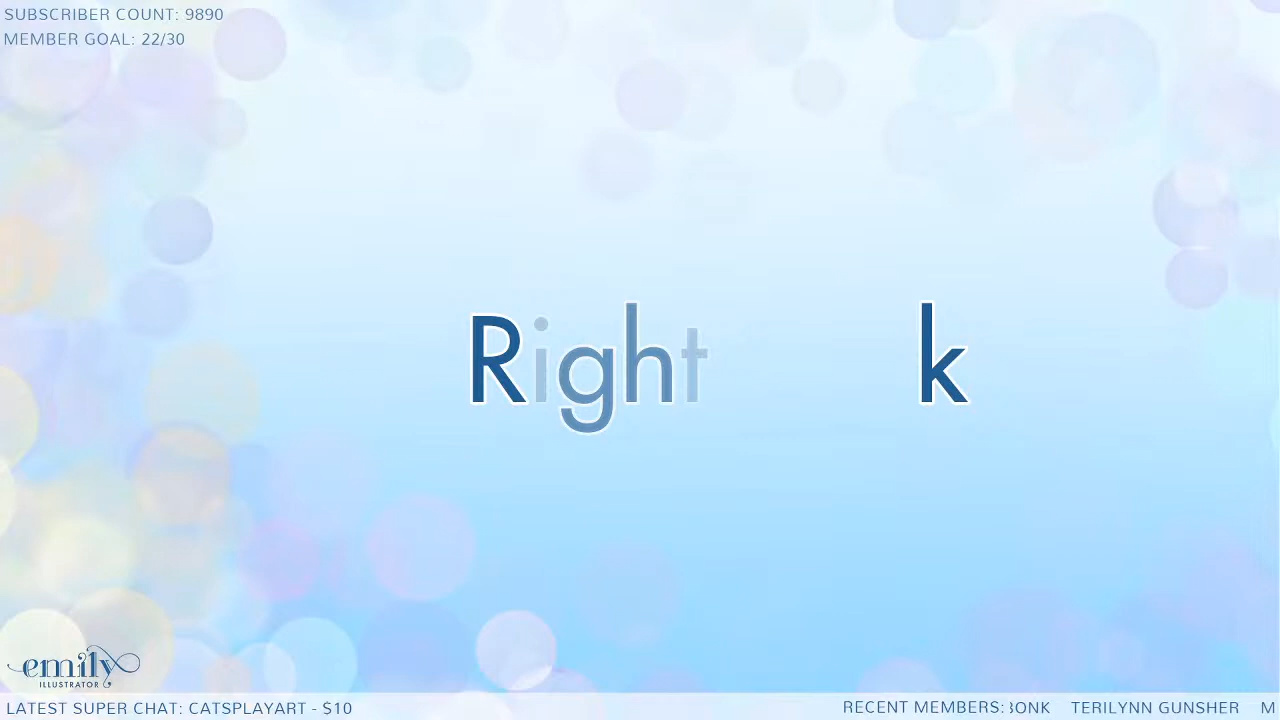 SUBSCRIBER COUNT: 9890
MEMBER GOAL: 22/30
Right k
emily
ILLUSTRATOR
LATEST SUPER CHAT: CATSPLAYART - $10
RECENT MEMBERS: BONK TERILYNN GUNSHER M